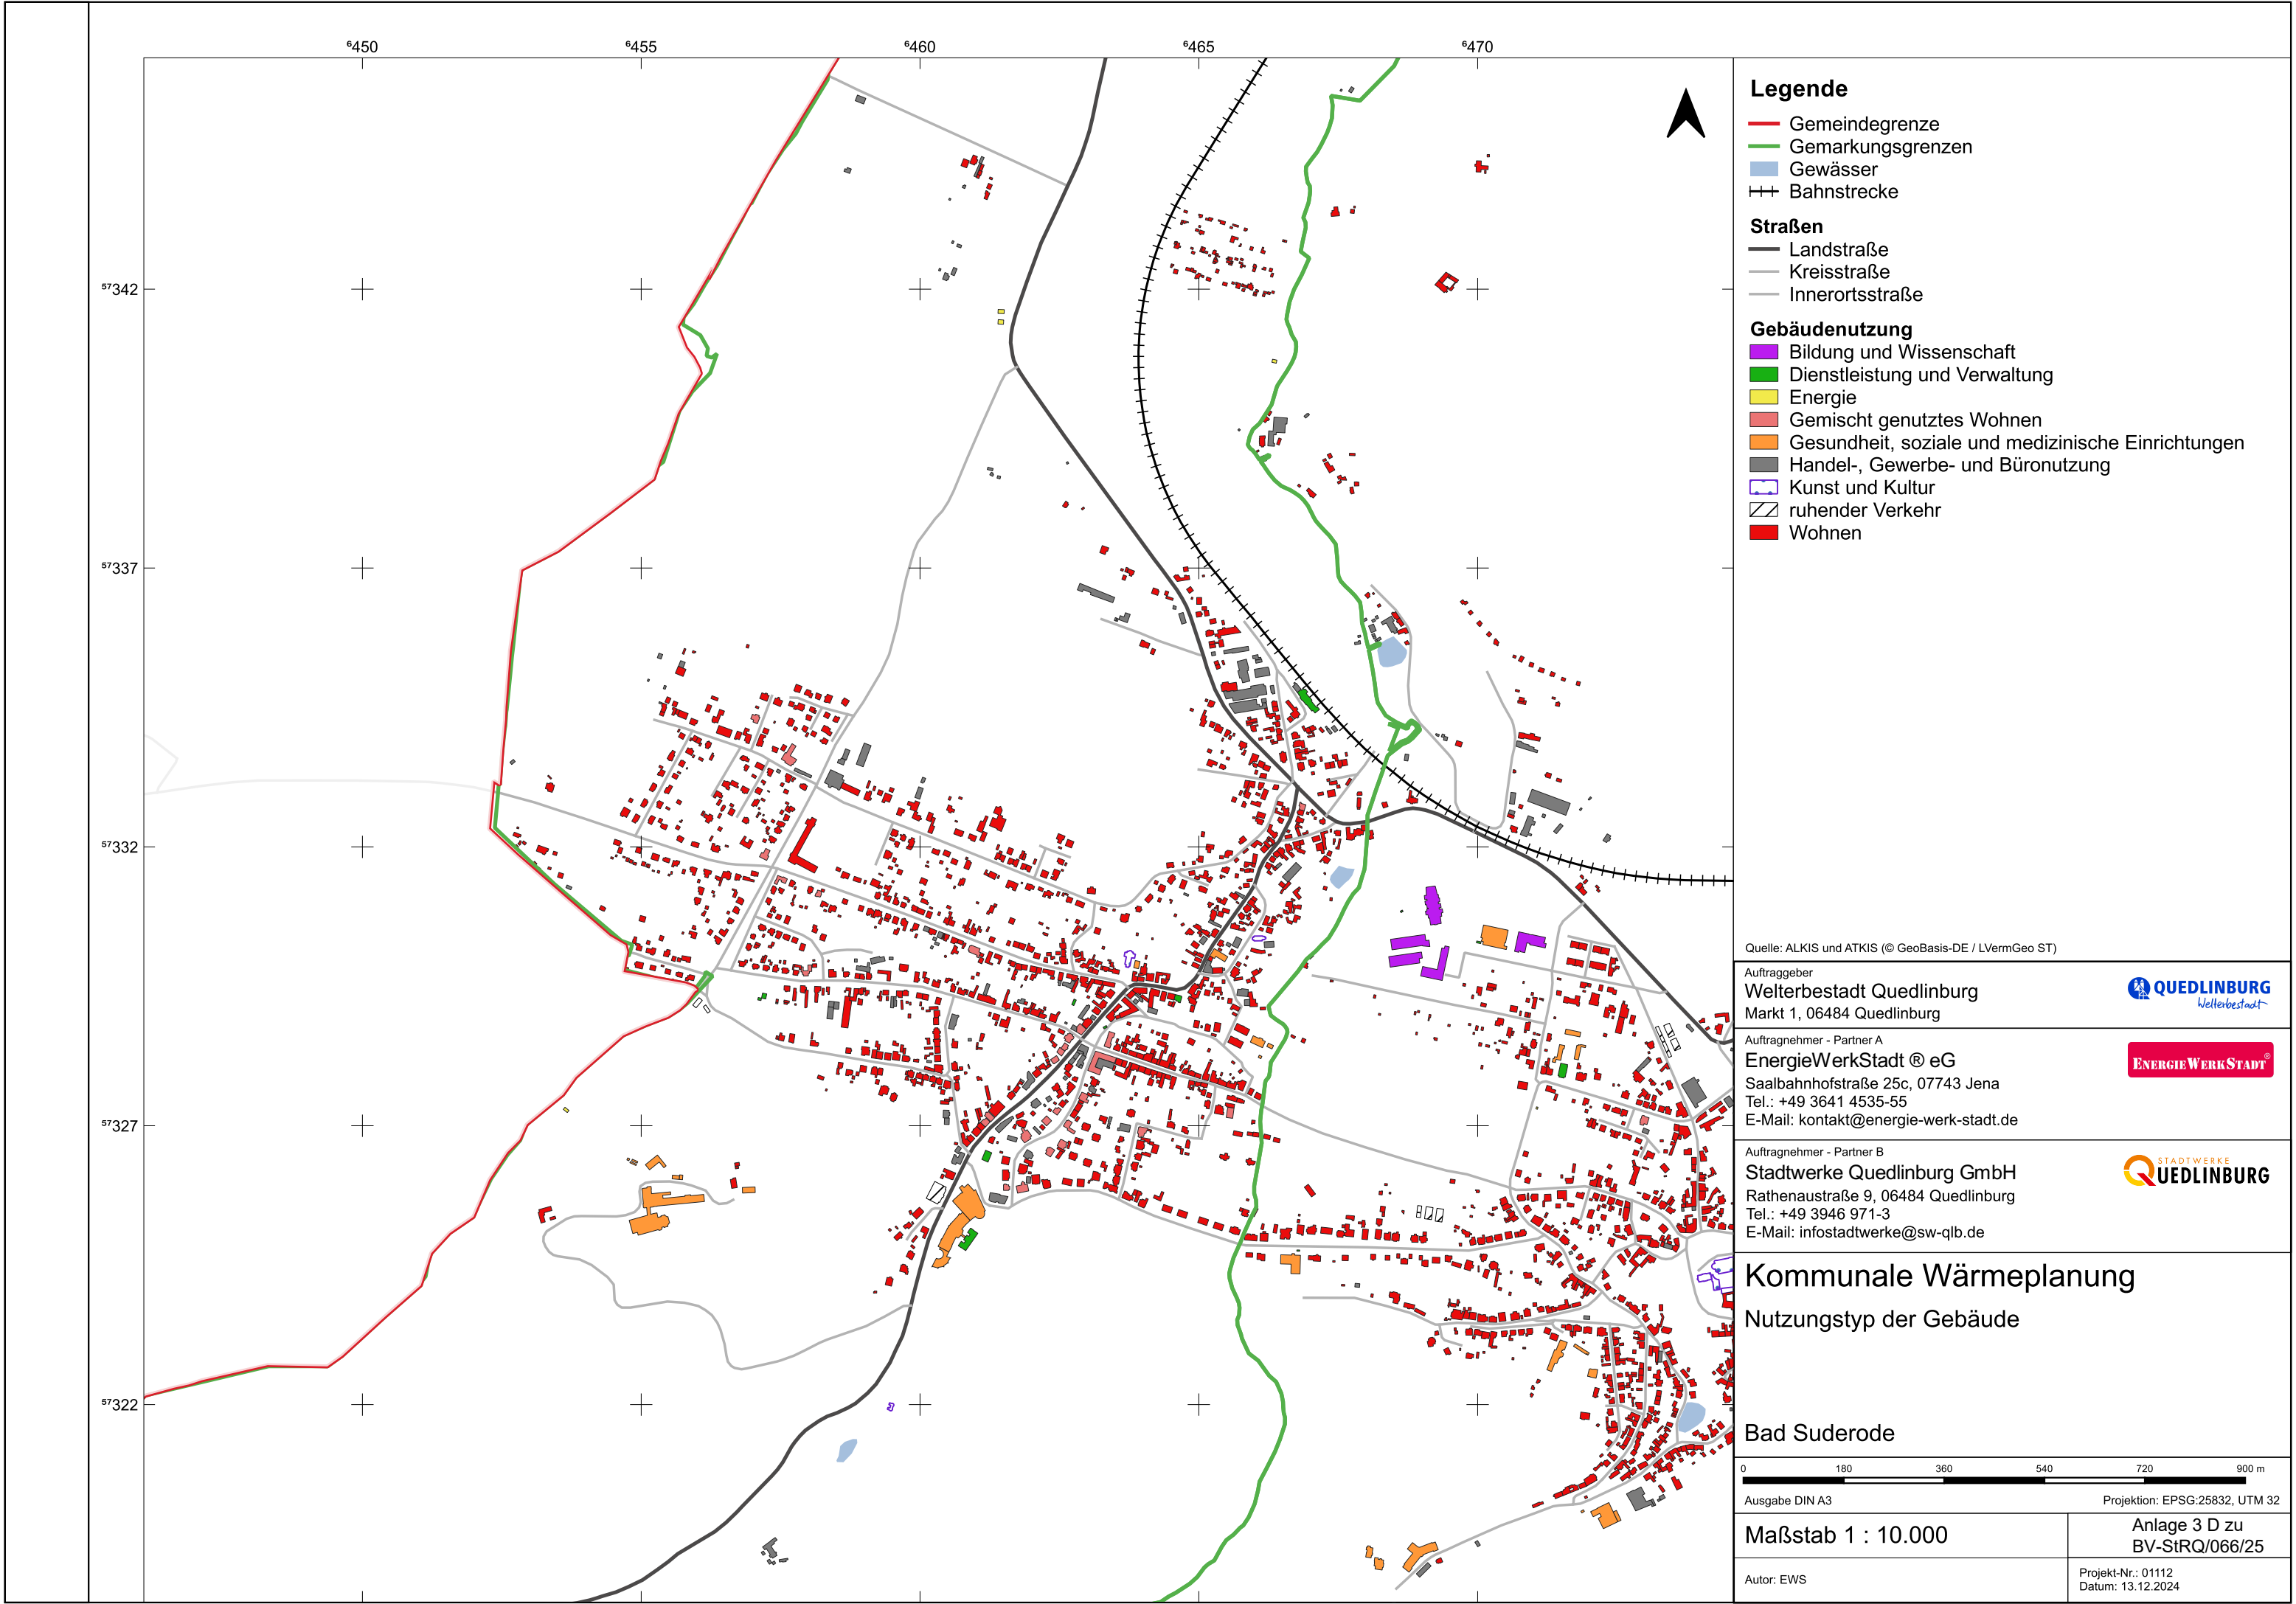 ⁶450 ⁶455 ⁶460 ⁶465 ⁶470
⁵⁷342
⁵⁷337
⁵⁷332
⁵⁷327
⁵⁷322
Legende
Gemeindegrenze
Gemarkungsgrenzen
Gewässer
Bahnstrecke
Straßen
Landstraße
Kreisstraße
Innerortsstraße
Gebäudenutzung
Bildung und Wissenschaft
Dienstleistung und Verwaltung
Energie
Gemischt genutztes Wohnen
Gesundheit, soziale und medizinische Einrichtungen
Handel-, Gewerbe- und Büronutzung
Kunst und Kultur
ruhender Verkehr
Wohnen
Quelle: ALKIS und ATKIS (© GeoBasis-DE / LVermGeo ST)
Auftraggeber
Welterbestadt Quedlinburg
Markt 1, 06484 Quedlinburg
QUEDLINBURG
Welterbestadt
Auftragnehmer - Partner A
EnergieWerkStadt ® eG
Saalbahnhofstraße 25c, 07743 Jena
Tel.: +49 3641 4535-55
E-Mail: kontakt@energie-werk-stadt.de
ENERGIEWERKSTADT®
Auftragnehmer - Partner B
Stadtwerke Quedlinburg GmbH
Rathenaustraße 9, 06484 Quedlinburg
Tel.: +49 3946 971-3
E-Mail: infostadtwerke@sw-qlb.de
STADTWERKE
QUEDLINBURG
Kommunale Wärmeplanung
Nutzungstyp der Gebäude
Bad Suderode
0 180 360 540 720 900 m
Ausgabe DIN A3 Projektion: EPSG:25832, UTM 32
Maßstab 1 : 10.000
Anlage 3 D zu
BV-StRQ/066/25
Autor: EWS
Projekt-Nr.: 01112
Datum: 13.12.2024